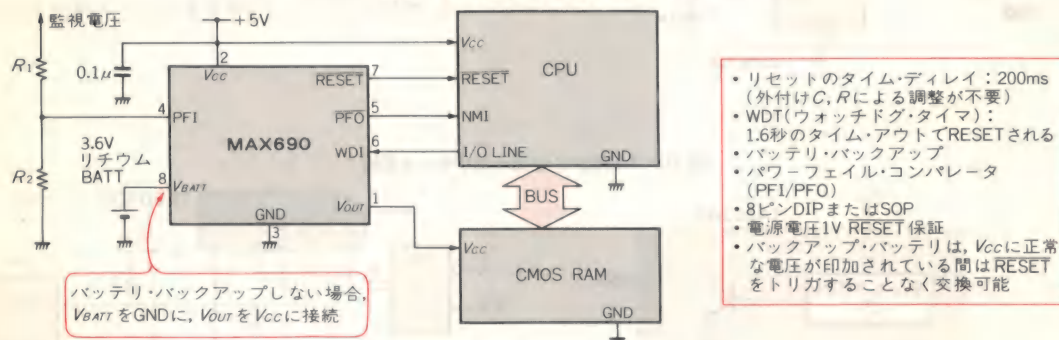 監視電圧
+5V
R1
0.1μ
2
Vcc
4
PFI
MAX690
RESET
7
PFO
5
WDI
6
3.6V
リチウム
BATT
8
VBATT
R2
GND
3
VOUT
1
Vcc
RESET
CPU
NMI
I/O LINE
GND
BUS
Vcc
CMOS RAM
GND
バッテリ・バックアップしない場合,
VBATTをGNDに, VOUTをVccに接続
・リセットのタイム・ディレイ：200ms
(外付けC, Rによる調整が不要)
・WDT(ウォッチドグ・タイマ)：
1.6秒のタイム・アウトでRESETされる
・バッテリ・バックアップ
・パワーフェイル・コンパレータ
(PFI/PFO)
・8ピンDIPまたはSOP
・電源電圧1V RESET保証
・バックアップ・バッテリは, Vccに正常
な電圧が印加されている間はRESET
をトリガすることなく交換可能